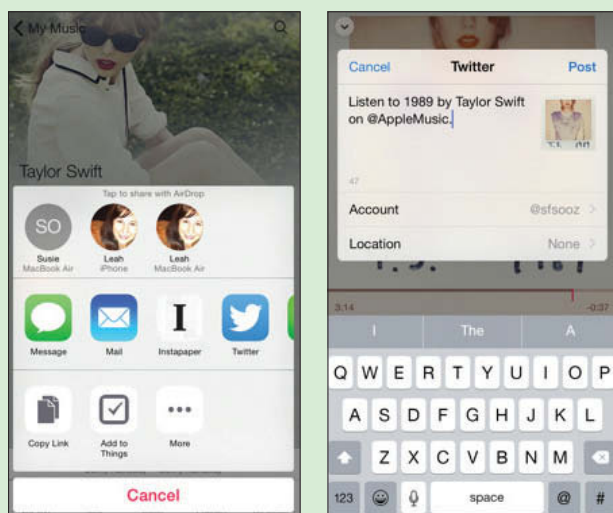 My Music
Taylor Swift
Tap to share with AirDrop
SO
Susie
MacBook Air
Leah
iPhone
Leah
MacBook Air
Message
Mail
Instapaper
Twitter
Copy Link
Add to
Things
More
Cancel
Cancel Twitter Post
Listen to 1989 by Taylor Swift
on @AppleMusic.
47
Account @sfsooz
Location None
3:14 -0:37
I The A
Q W E R T Y U I O P
A S D F G H J K L
Z X C V B N M
123 space @ #